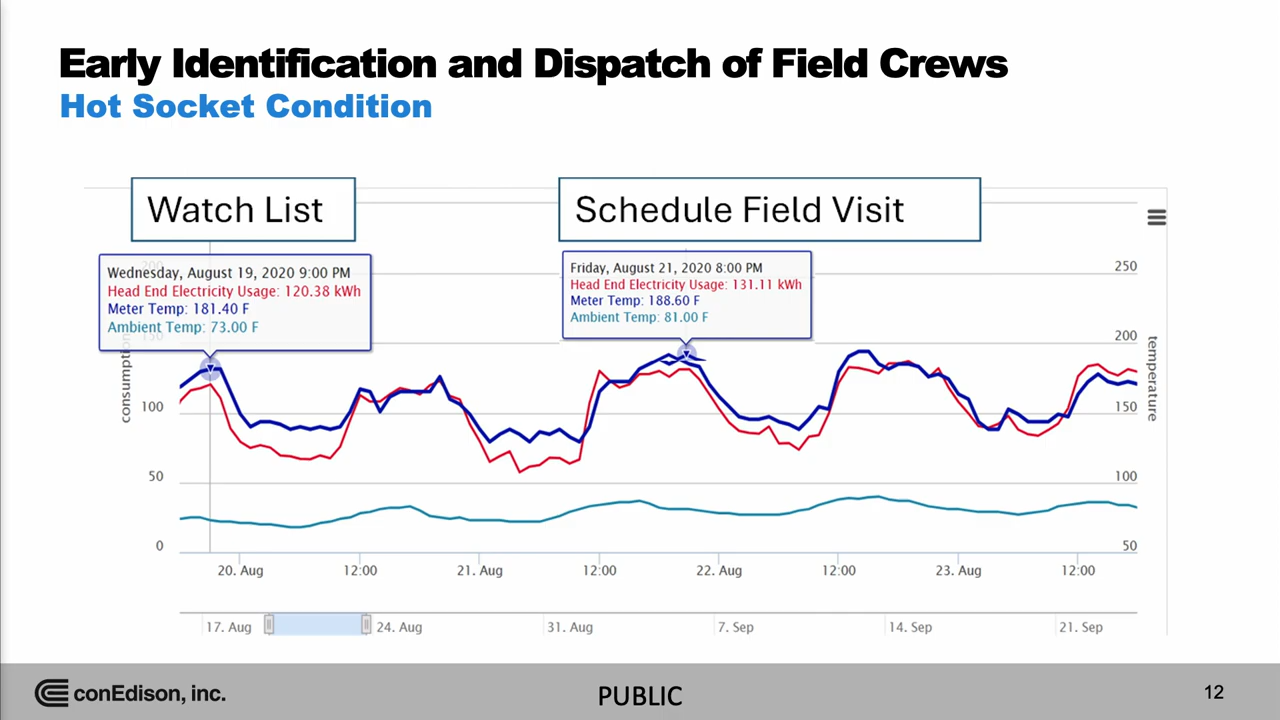 Early Identification and Dispatch of Field Crews
Hot Socket Condition
Watch List
Schedule Field Visit
Wednesday, August 19, 2020 9:00 PM
Head End Electricity Usage: 120.38 kWh
Meter Temp: 181.40 F
Ambient Temp: 73.00 F
Friday, August 21, 2020 8:00 PM
Head End Electricity Usage: 131.11 kWh
Meter Temp: 188.60 F
Ambient Temp: 81.00 F
200
150
100
50
0
consumption
250
200
150
100
50
temperature
20. Aug
12:00
21. Aug
12:00
22. Aug
12:00
23. Aug
12:00
17. Aug
24. Aug
31. Aug
7. Sep
14. Sep
21. Sep
conEdison, inc.
PUBLIC
12